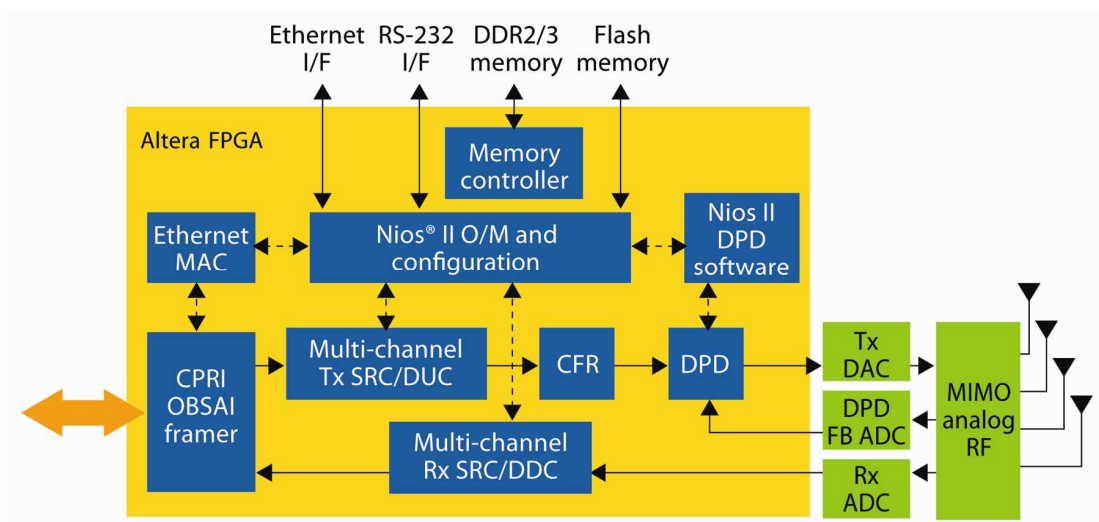 Ethernet
I/F
RS-232
I/F
DDR2/3
memory
Flash
memory
Altera FPGA
Memory
controller
Ethernet
MAC
Nios® II O/M and
configuration
Nios II
DPD
software
CPRI
OBSAI
framer
Multi-channel
Tx SRC/DUC
CFR
DPD
Tx
DAC
DPD
FB ADC
MIMO
analog
RF
Multi-channel
Rx SRC/DDC
Rx
ADC